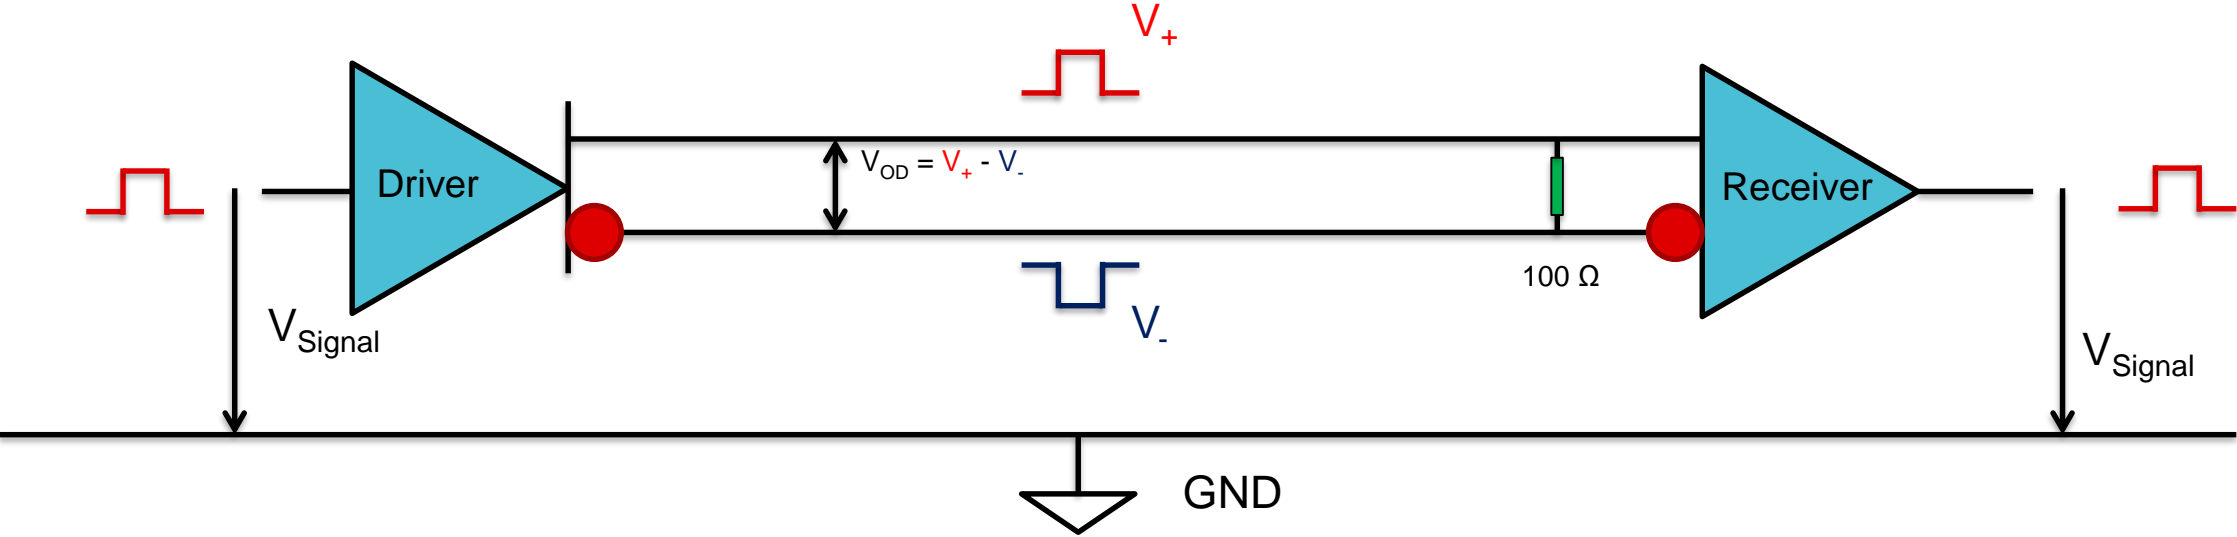 V+
Driver
VOD = V+ - V-
Receiver
100 Ω
VSignal
V-
VSignal
GND